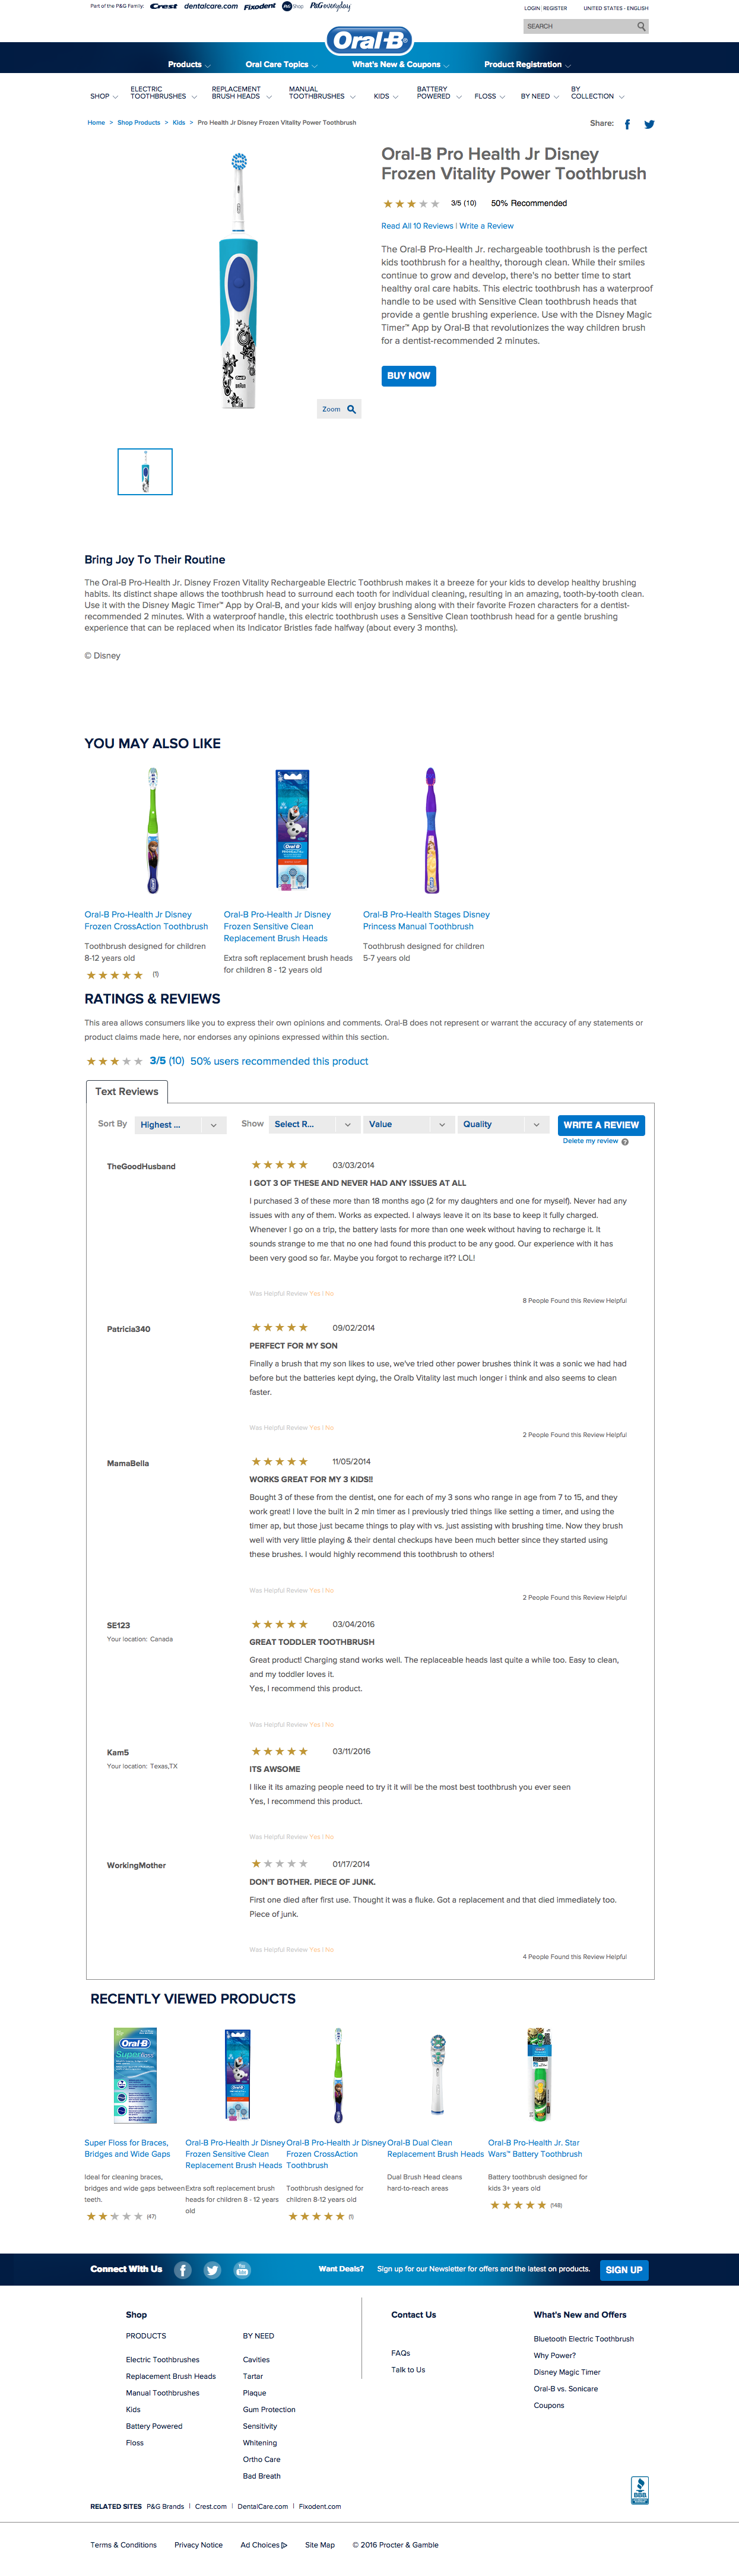 Part of the P&G Family: Crest dentalcare.com Fixodent P&G Shop P&G everyday
LOGIN | REGISTER UNITED STATES - ENGLISH
SEARCH
Oral-B
Products Oral Care Topics What's New & Coupons Product Registration
SHOP ELECTRIC TOOTHBRUSHES REPLACEMENT BRUSH HEADS MANUAL TOOTHBRUSHES KIDS BATTERY POWERED FLOSS BY NEED BY COLLECTION
Home > Shop Products > Kids > Pro Health Jr Disney Frozen Vitality Power Toothbrush
Share:
Oral-B Pro Health Jr Disney
Frozen Vitality Power Toothbrush
3/5 (10) 50% Recommended
Read All 10 Reviews | Write a Review
The Oral-B Pro-Health Jr. rechargeable toothbrush is the perfect
kids toothbrush for a healthy, thorough clean. While their smiles
continue to grow and develop, there's no better time to start
healthy oral care habits. This electric toothbrush has a waterproof
handle to be used with Sensitive Clean toothbrush heads that
provide a gentle brushing experience. Use with the Disney Magic
Timer™ App by Oral-B that revolutionizes the way children brush
for a dentist-recommended 2 minutes.
BUY NOW
Oral-B
BRAUN
Zoom
Bring Joy To Their Routine
The Oral-B Pro-Health Jr. Disney Frozen Vitality Rechargeable Electric Toothbrush makes it a breeze for your kids to develop healthy brushing
habits. Its distinct shape allows the toothbrush head to surround each tooth for individual cleaning, resulting in an amazing, tooth-by-tooth clean.
Use it with the Disney Magic Timer™ App by Oral-B, and your kids will enjoy brushing along with their favorite Frozen characters for a dentist-
recommended 2 minutes. With a waterproof handle, this electric toothbrush uses a Sensitive Clean toothbrush head for a gentle brushing
experience that can be replaced when its Indicator Bristles fade halfway (about every 3 months).
© Disney
YOU MAY ALSO LIKE
Oral-B
Oral-B Pro-Health Jr Disney
Frozen CrossAction Toothbrush
Toothbrush designed for children
8-12 years old
(1)
Oral-B Pro-Health Jr Disney
Frozen Sensitive Clean
Replacement Brush Heads
Extra soft replacement brush heads
for children 8 - 12 years old
Oral-B Pro-Health Stages Disney
Princess Manual Toothbrush
Toothbrush designed for children
5-7 years old
RATINGS & REVIEWS
This area allows consumers like you to express their own opinions and comments. Oral-B does not represent or warrant the accuracy of any statements or
product claims made here, nor endorses any opinions expressed within this section.
3/5 (10) 50% users recommended this product
Text Reviews
Sort By Highest ... Show Select R... Value Quality WRITE A REVIEW
Delete my review ?
TheGoodHusband 03/03/2014
I GOT 3 OF THESE AND NEVER HAD ANY ISSUES AT ALL
I purchased 3 of these more than 18 months ago (2 for my daughters and one for myself). Never had any
issues with any of them. Works as expected. I always leave it on its base to keep it fully charged.
Whenever I go on a trip, the battery lasts for more than one week without having to recharge it. It
sounds strange to me that no one had found this product to be any good. Our experience with it has
been very good so far. Maybe you forgot to recharge it?? LOL!
Was Helpful Review Yes | No
8 People Found this Review Helpful
Patricia340 09/02/2014
PERFECT FOR MY SON
Finally a brush that my son likes to use, we've tried other power brushes think it was a sonic we had had
before but the batteries kept dying, the Oralb Vitality last much longer i think and also seems to clean
faster.
Was Helpful Review Yes | No
2 People Found this Review Helpful
MamaBella 11/05/2014
WORKS GREAT FOR MY 3 KIDS!!
Bought 3 of these from the dentist, one for each of my 3 sons who range in age from 7 to 15, and they
work great! I love the built in 2 min timer as I previously tried things like setting a timer, and using the
timer ap, but those just became things to play with vs. just assisting with brushing time. Now they brush
well with very little playing & their dental checkups have been much better since they started using
these brushes. I would highly recommend this toothbrush to others!
Was Helpful Review Yes | No
2 People Found this Review Helpful
SE123 03/04/2016
Your location: Canada
GREAT TODDLER TOOTHBRUSH
Great product! Charging stand works well. The replaceable heads last quite a while too. Easy to clean,
and my toddler loves it.
Yes, I recommend this product.
Was Helpful Review Yes | No
Kam5 03/11/2016
Your location: Texas,TX
ITS AWSOME
I like it its amazing people need to try it it will be the most best toothbrush you ever seen
Yes, I recommend this product.
Was Helpful Review Yes | No
WorkingMother 01/17/2014
DON'T BOTHER. PIECE OF JUNK.
First one died after first use. Thought it was a fluke. Got a replacement and that died immediately too.
Piece of junk.
Was Helpful Review Yes | No
4 People Found this Review Helpful
RECENTLY VIEWED PRODUCTS
Oral-B
Super floss
Super Floss for Braces,
Bridges and Wide Gaps
Ideal for cleaning braces,
bridges and wide gaps between
teeth.
(47)
Oral-B Pro-Health Jr Disney
Frozen Sensitive Clean
Replacement Brush Heads
Extra soft replacement brush
heads for children 8 - 12 years
old
Oral-B Pro-Health Jr Disney
Frozen CrossAction
Toothbrush
Toothbrush designed for
children 8-12 years old
(1)
Oral-B Dual Clean
Replacement Brush Heads
Dual Brush Head cleans
hard-to-reach areas
Oral-B Pro-Health Jr. Star
Wars™ Battery Toothbrush
Battery toothbrush designed for
kids 3+ years old
(148)
Connect With Us You Tube Want Deals? Sign up for our Newsletter for offers and the latest on products. SIGN UP
Shop
PRODUCTS
Electric Toothbrushes
Replacement Brush Heads
Manual Toothbrushes
Kids
Battery Powered
Floss
BY NEED
Cavities
Tartar
Plaque
Gum Protection
Sensitivity
Whitening
Ortho Care
Bad Breath
Contact Us
FAQs
Talk to Us
What's New and Offers
Bluetooth Electric Toothbrush
Why Power?
Disney Magic Timer
Oral-B vs. Sonicare
Coupons
BBB
RELATED SITES P&G Brands | Crest.com | DentalCare.com | Fixodent.com
Terms & Conditions Privacy Notice Ad Choices Site Map © 2016 Procter & Gamble